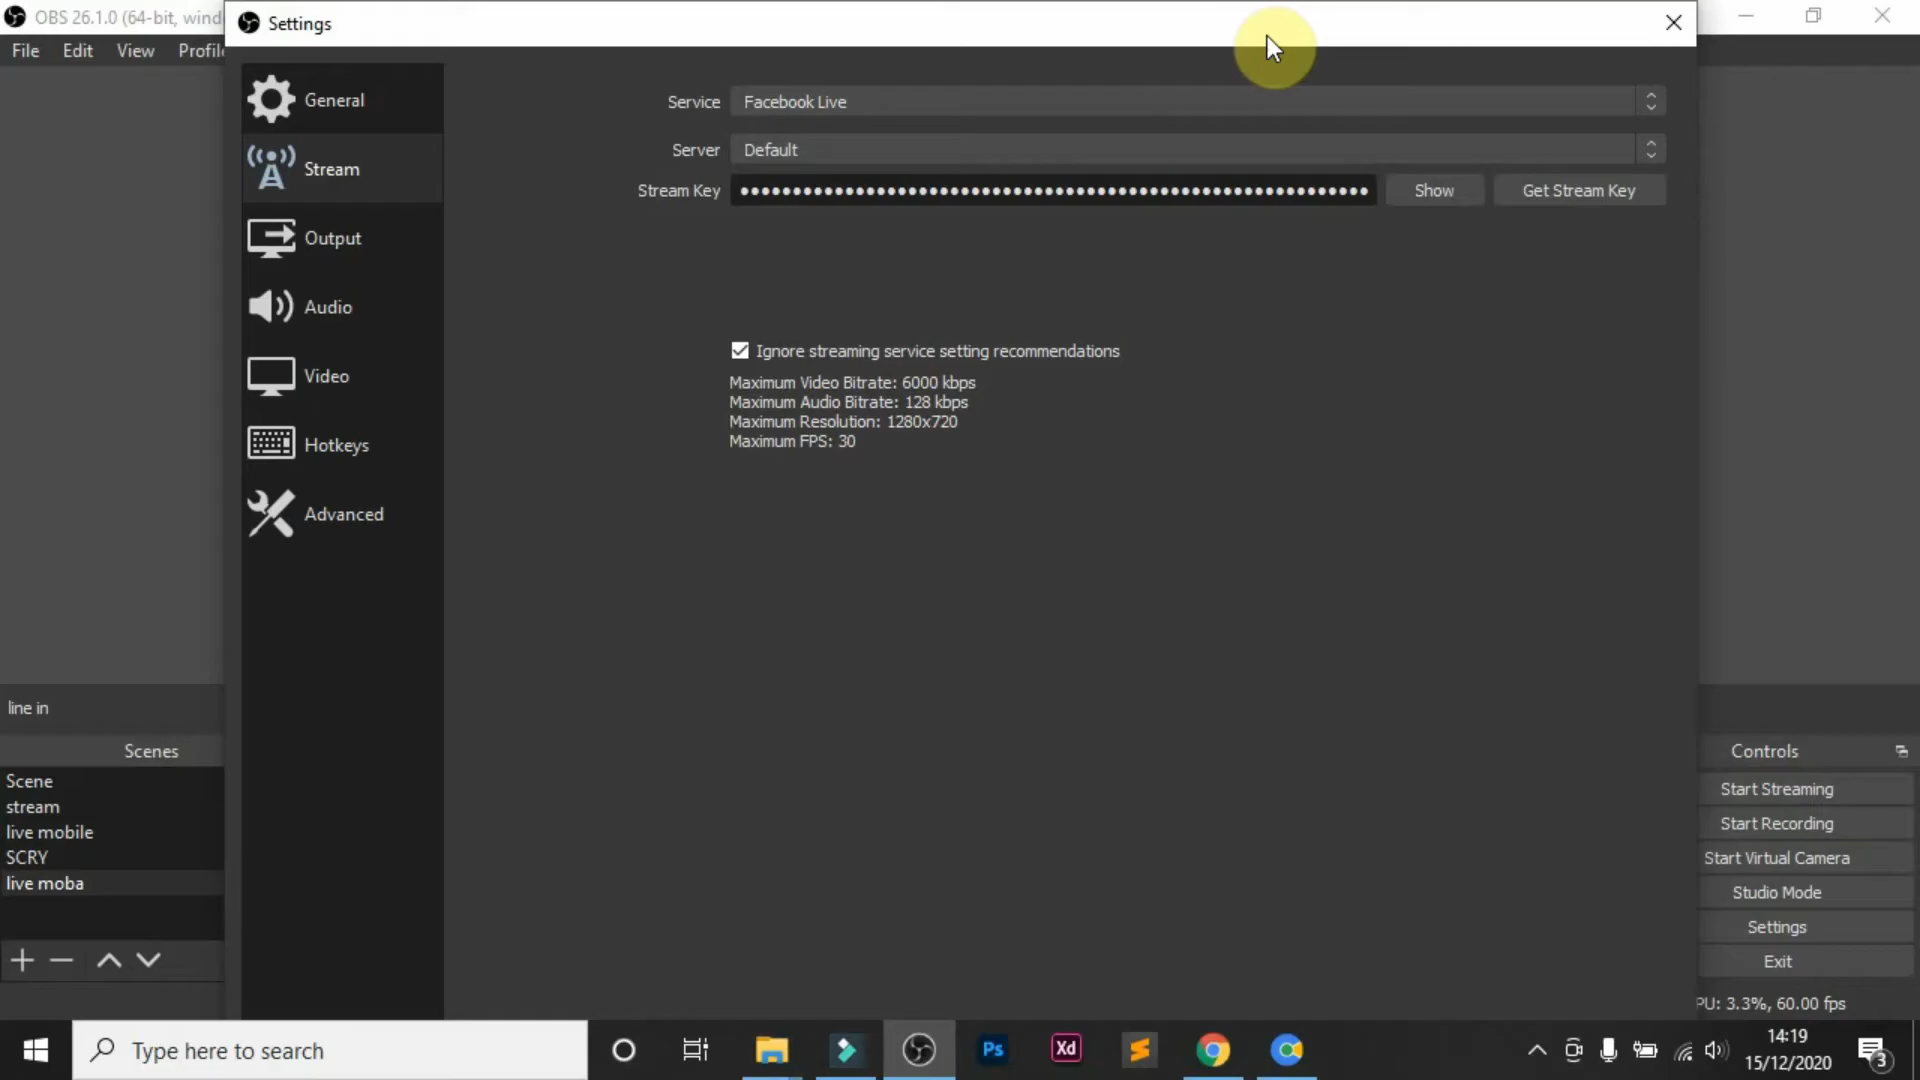 OBS 26.1.0 (64-bit, wind
Settings
File Edit View Profile
General
Stream
Output
Audio
Video
Hotkeys
Advanced
Service Facebook Live
Server Default
Stream Key ●●●●●●●●●●●●●●●●●●●●●●●●●●●●●●●●●●●●●●●●●●●●●●●●●●●●●●●●●●●● Show Get Stream Key
Ignore streaming service setting recommendations
Maximum Video Bitrate: 6000 kbps
Maximum Audio Bitrate: 128 kbps
Maximum Resolution: 1280x720
Maximum FPS: 30
line in
Scenes
Scene
stream
live mobile
SCRY
live moba
Controls
Start Streaming
Start Recording
Start Virtual Camera
Studio Mode
Settings
Exit
PU: 3.3%, 60.00 fps
Type here to search
Ps
Xd
14:19
15/12/2020
3